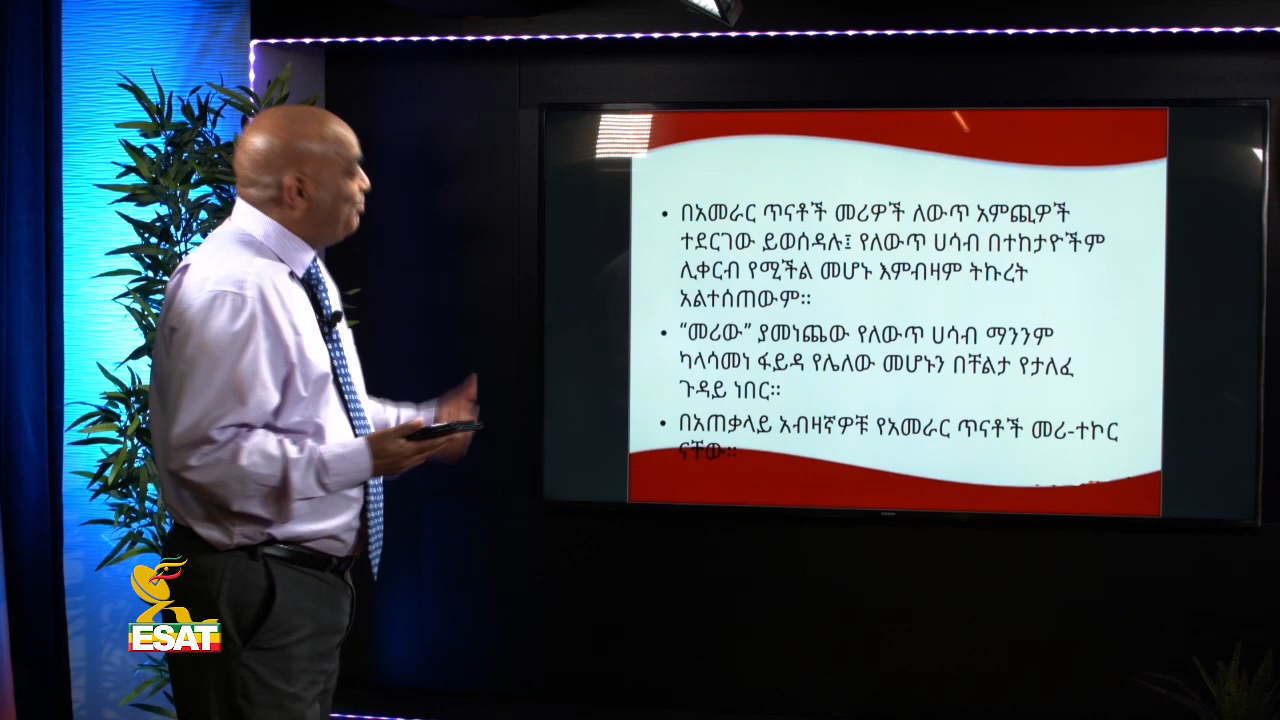 • በአመራር ጥናቶች መሪዎች ለውጥ አምጪዎች
ተደርገው ይወሰዳሉ፤ የለውጥ ሀሳብ በተከታዮችም
ሊቀርብ የሚችል መሆኑ እምብዛም ትኩረት
አልተሰጠውም።
• “መሪው” ያመነጨው የለውጥ ሀሳብ ማንንም
ካላሳመነ ፋይዳ የሌለው መሆኑን በቸልታ የታለፈ
ጉዳይ ነበር።
• በአጠቃላይ አብዛኛዎቹ የአመራር ጥናቶች መሪ-ተኮር
ናቸው።
ESAT